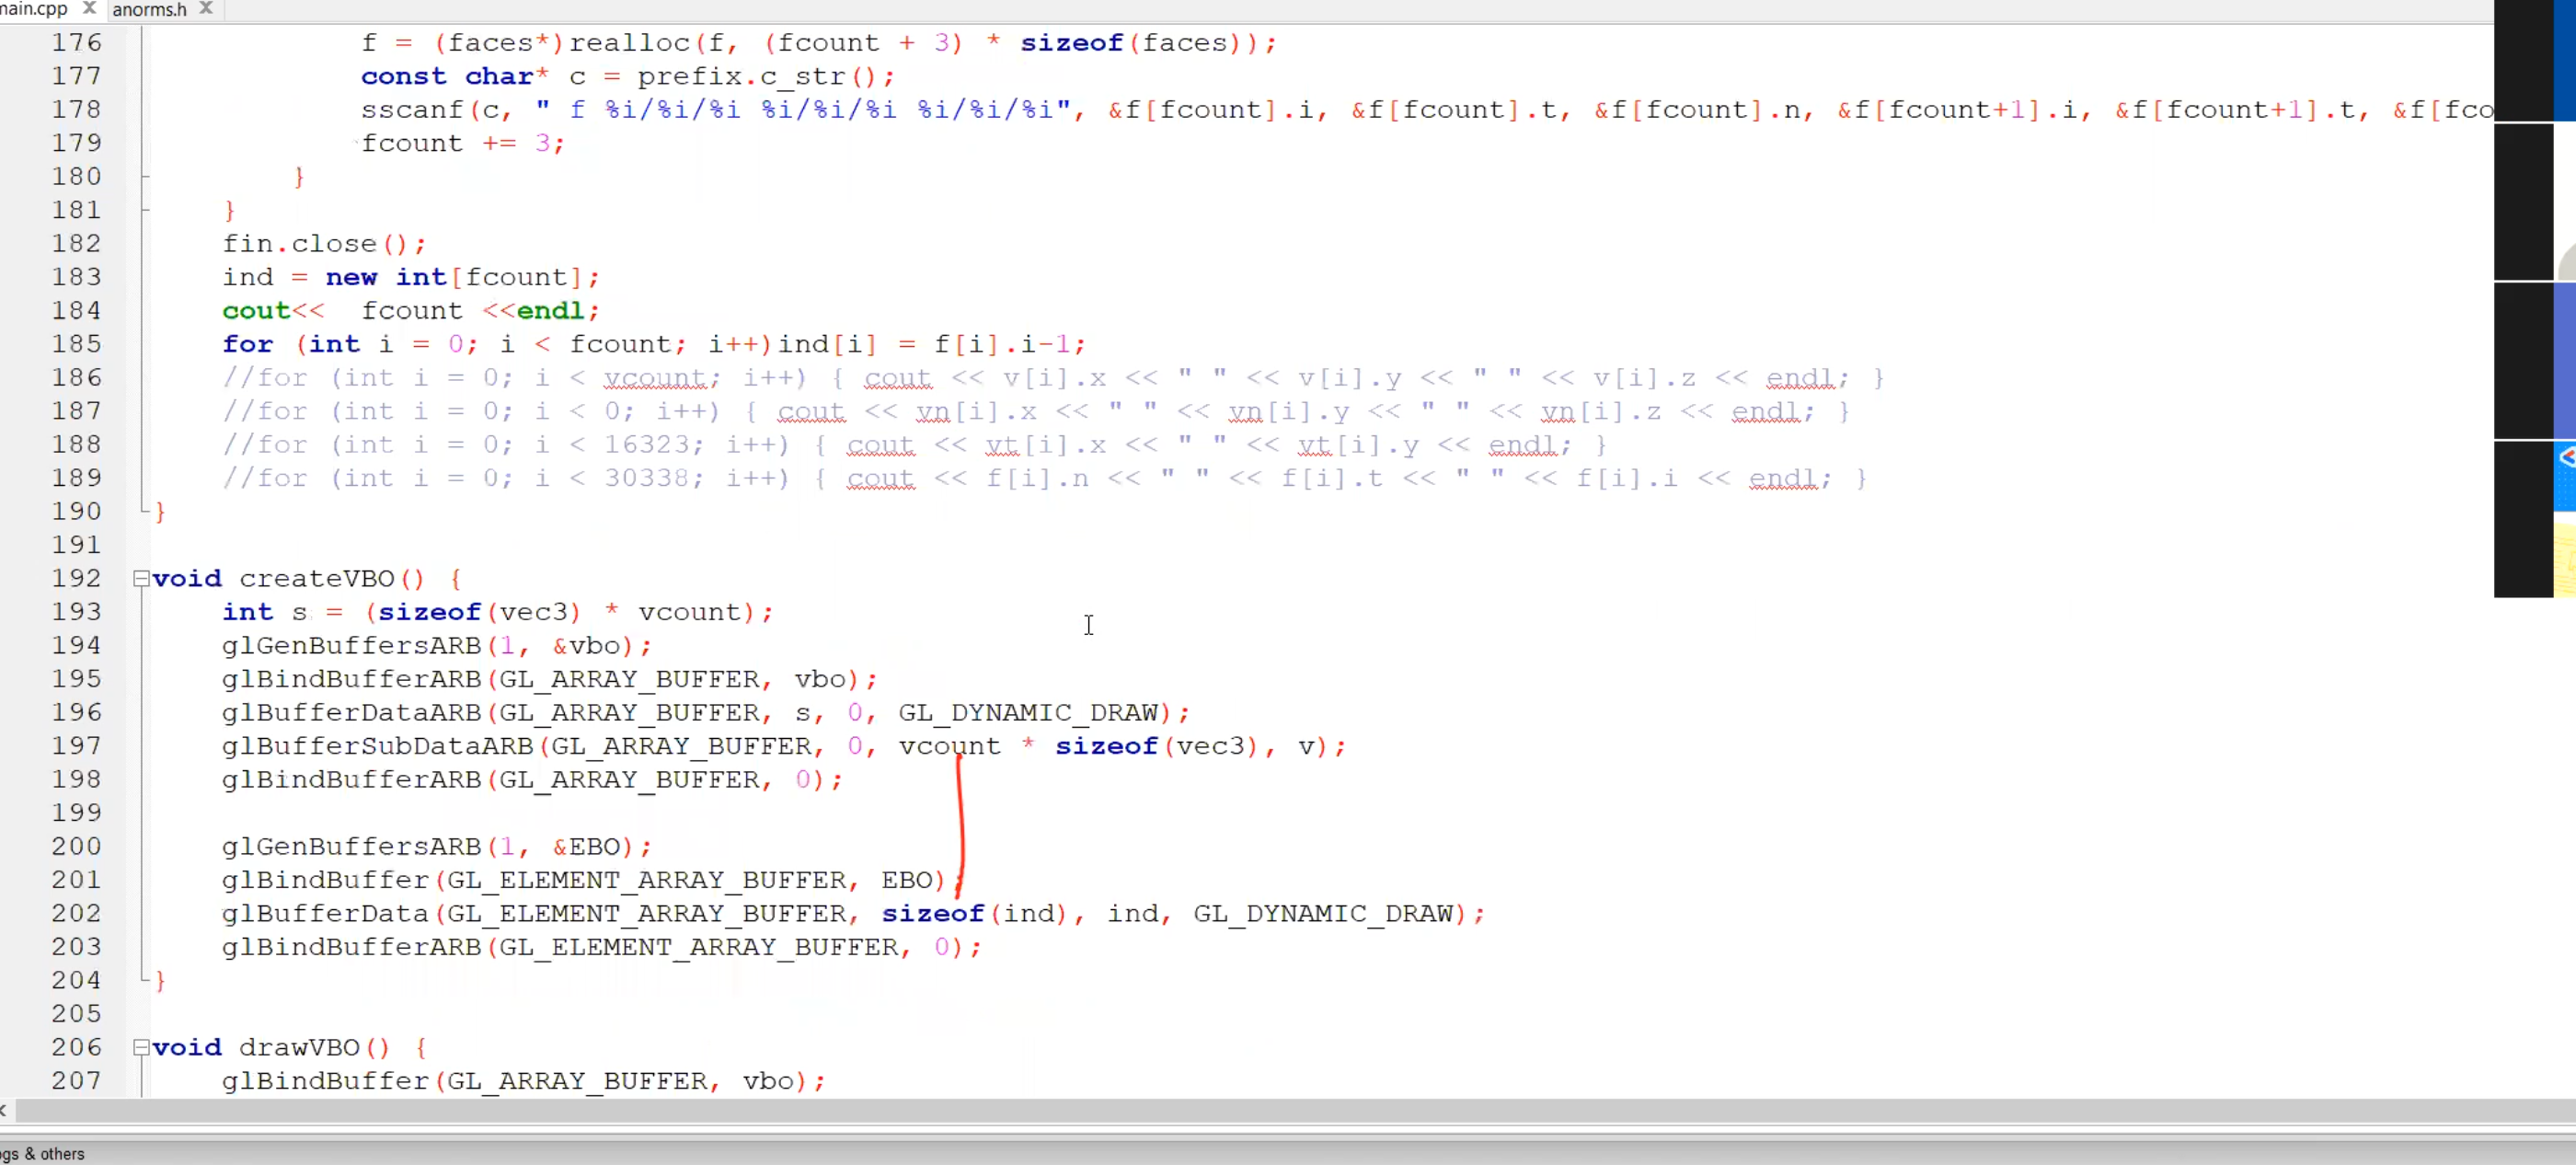 main.cpp anorms.h
176 f = (faces*)realloc(f, (fcount + 3) * sizeof(faces));
177 const char* c = prefix.c_str();
178 sscanf(c, " f %i/%i/%i %i/%i/%i %i/%i/%i", &f[fcount].i, &f[fcount].t, &f[fcount].n, &f[fcount+1].i, &f[fcount+1].t, &f[fco
179 fcount += 3;
180 }
181 }
182 fin.close();
183 ind = new int[fcount];
184 cout<< fcount <<endl;
185 for (int i = 0; i < fcount; i++)ind[i] = f[i].i-1;
186 //for (int i = 0; i < vcount; i++) { cout << v[i].x << " " << v[i].y << " " << v[i].z << endl; }
187 //for (int i = 0; i < 0; i++) { cout << vn[i].x << " " << vn[i].y << " " << vn[i].z << endl; }
188 //for (int i = 0; i < 16323; i++) { cout << vt[i].x << " " << vt[i].y << endl; }
189 //for (int i = 0; i < 30338; i++) { cout << f[i].n << " " << f[i].t << " " << f[i].i << endl; }
190 }
191
192 void createVBO() {
193 int s = (sizeof(vec3) * vcount);
194 glGenBuffersARB(1, &vbo);
195 glBindBufferARB(GL_ARRAY_BUFFER, vbo);
196 glBufferDataARB(GL_ARRAY_BUFFER, s, 0, GL_DYNAMIC_DRAW);
197 glBufferSubDataARB(GL_ARRAY_BUFFER, 0, vcount * sizeof(vec3), v);
198 glBindBufferARB(GL_ARRAY_BUFFER, 0);
199
200 glGenBuffersARB(1, &EBO);
201 glBindBuffer(GL_ELEMENT_ARRAY_BUFFER, EBO);
202 glBufferData(GL_ELEMENT_ARRAY_BUFFER, sizeof(ind), ind, GL_DYNAMIC_DRAW);
203 glBindBufferARB(GL_ELEMENT_ARRAY_BUFFER, 0);
204 }
205
206 void drawVBO() {
207 glBindBuffer(GL_ARRAY_BUFFER, vbo);
ogs & others